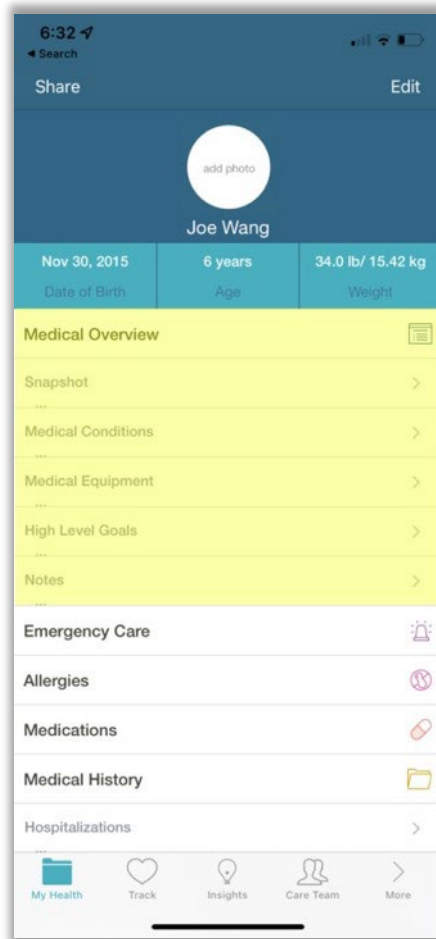 6:32
◀ Search
Share Edit
add photo
Joe Wang
Nov 30, 2015 6 years 34.0 lb/ 15.42 kg
Date of Birth Age Weight
Medical Overview
Snapshot
...
Medical Conditions
...
Medical Equipment
...
High Level Goals
...
Notes
...
Emergency Care
Allergies
Medications
Medical History
Hospitalizations
...
My Health Track Insights Care Team More